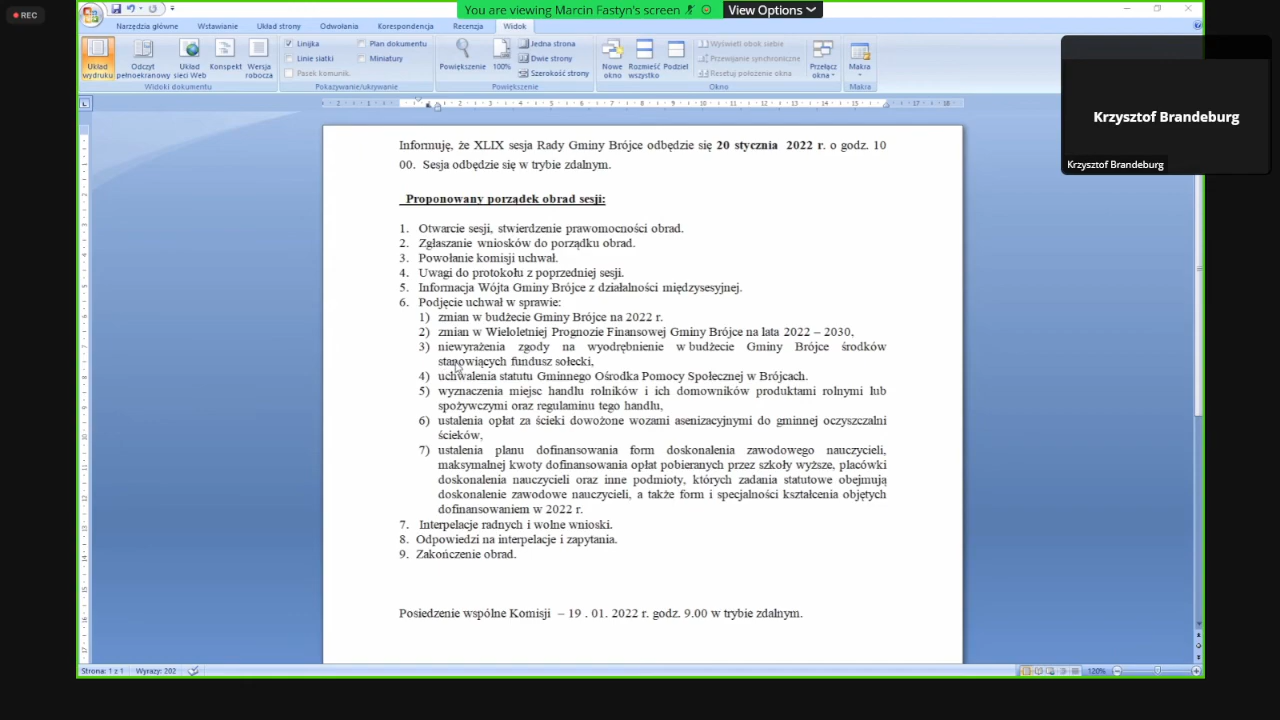 REC
You are viewing Marcin Fastyn's screen
View Options
Narzędzia główne Wstawianie Układ strony Odwołania Korespondencja Recenzja Widok
Układ wydruku
Odczyt pełnoekranowy
Układ sieci Web
Konspekt
Wersja robocza
Widoki dokumentu
Linijka
Linie siatki
Pasek komunik.
Plan dokumentu
Miniatury
Pokazywanie/ukrywanie
Powiększenie
100%
Jedna strona
Dwie strony
Szerokość strony
Powiększenie
Nowe okno
Rozmieść wszystko
Podziel
Wyświetl obok siebie
Przewijanie synchroniczne
Resetuj położenie okna
Przełącz okna
Okno
Makra
Makra
Krzysztof Brandeburg
Krzysztof Brandeburg
Informuję, że XLIX sesja Rady Gminy Brójce odbędzie się 20 stycznia 2022 r. o godz. 10
00. Sesja odbędzie się w trybie zdalnym.
Proponowany porządek obrad sesji:
1. Otwarcie sesji, stwierdzenie prawomocności obrad.
2. Zgłaszanie wniosków do porządku obrad.
3. Powołanie komisji uchwał.
4. Uwagi do protokołu z poprzedniej sesji.
5. Informacja Wójta Gminy Brójce z działalności międzysesyjnej.
6. Podjęcie uchwał w sprawie:
1) zmian w budżecie Gminy Brójce na 2022 r.
2) zmian w Wieloletniej Prognozie Finansowej Gminy Brójce na lata 2022 – 2030,
3) niewyrażenia zgody na wyodrębnienie w budżecie Gminy Brójce środków
stanowiących fundusz sołecki,
4) uchwalenia statutu Gminnego Ośrodka Pomocy Społecznej w Brójcach.
5) wyznaczenia miejsc handlu rolników i ich domowników produktami rolnymi lub
spożywczymi oraz regulaminu tego handlu,
6) ustalenia opłat za ścieki dowożone wozami asenizacyjnymi do gminnej oczyszczalni
ścieków,
7) ustalenia planu dofinansowania form doskonalenia zawodowego nauczycieli,
maksymalnej kwoty dofinansowania opłat pobieranych przez szkoły wyższe, placówki
doskonalenia nauczycieli oraz inne podmioty, których zadania statutowe obejmują
doskonalenie zawodowe nauczycieli, a także form i specjalności kształcenia objętych
dofinansowaniem w 2022 r.
7. Interpelacje radnych i wolne wnioski.
8. Odpowiedzi na interpelacje i zapytania.
9. Zakończenie obrad.
Posiedzenie wspólne Komisji – 19 . 01. 2022 r. godz. 9.00 w trybie zdalnym.
Strona: 1 z 1 Wyrazy: 202
120%